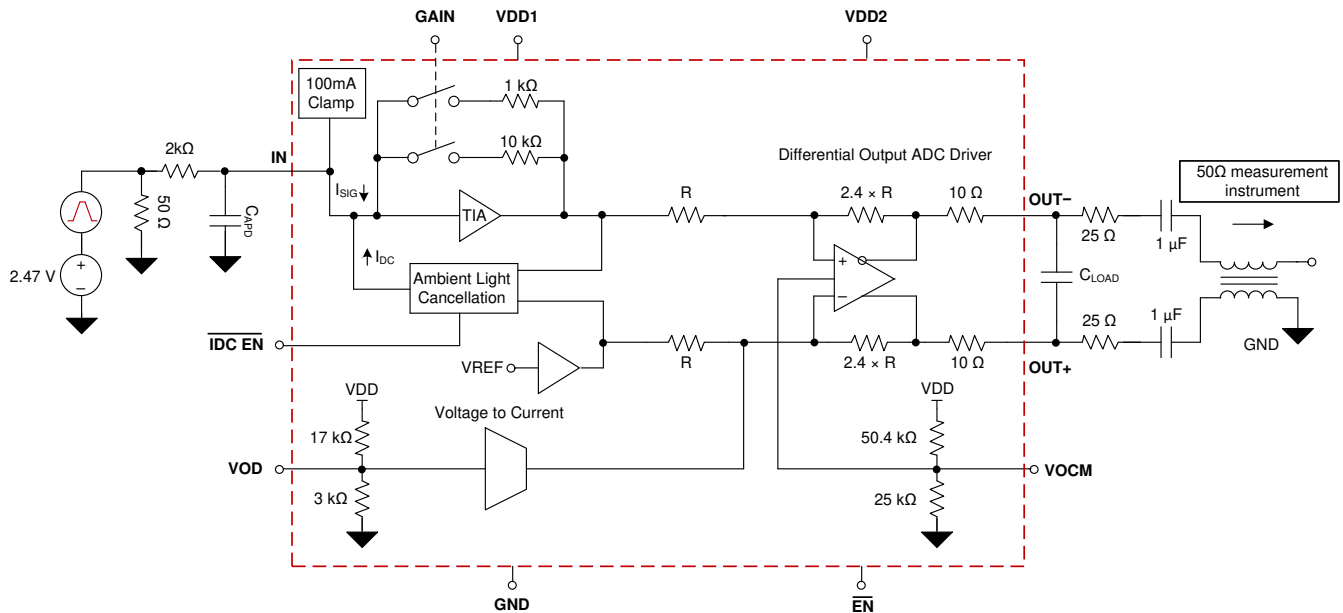 GAIN
VDD1
VDD2
100mA
Clamp
1 kΩ
10 kΩ
2kΩ
IN
Differential Output ADC Driver
50Ω measurement
instrument
50 Ω
CAPD
ISIG
TIA
R
2.4 × R
10 Ω
OUT−
25 Ω
1 µF
2.47 V
+
−
IDC
Ambient Light
Cancellation
+
−
CLOAD
IDC EN
VREF
R
2.4 × R
10 Ω
OUT+
25 Ω
1 µF
GND
VDD
17 kΩ
Voltage to Current
VDD
50.4 kΩ
VOD
3 kΩ
25 kΩ
VOCM
GND
EN